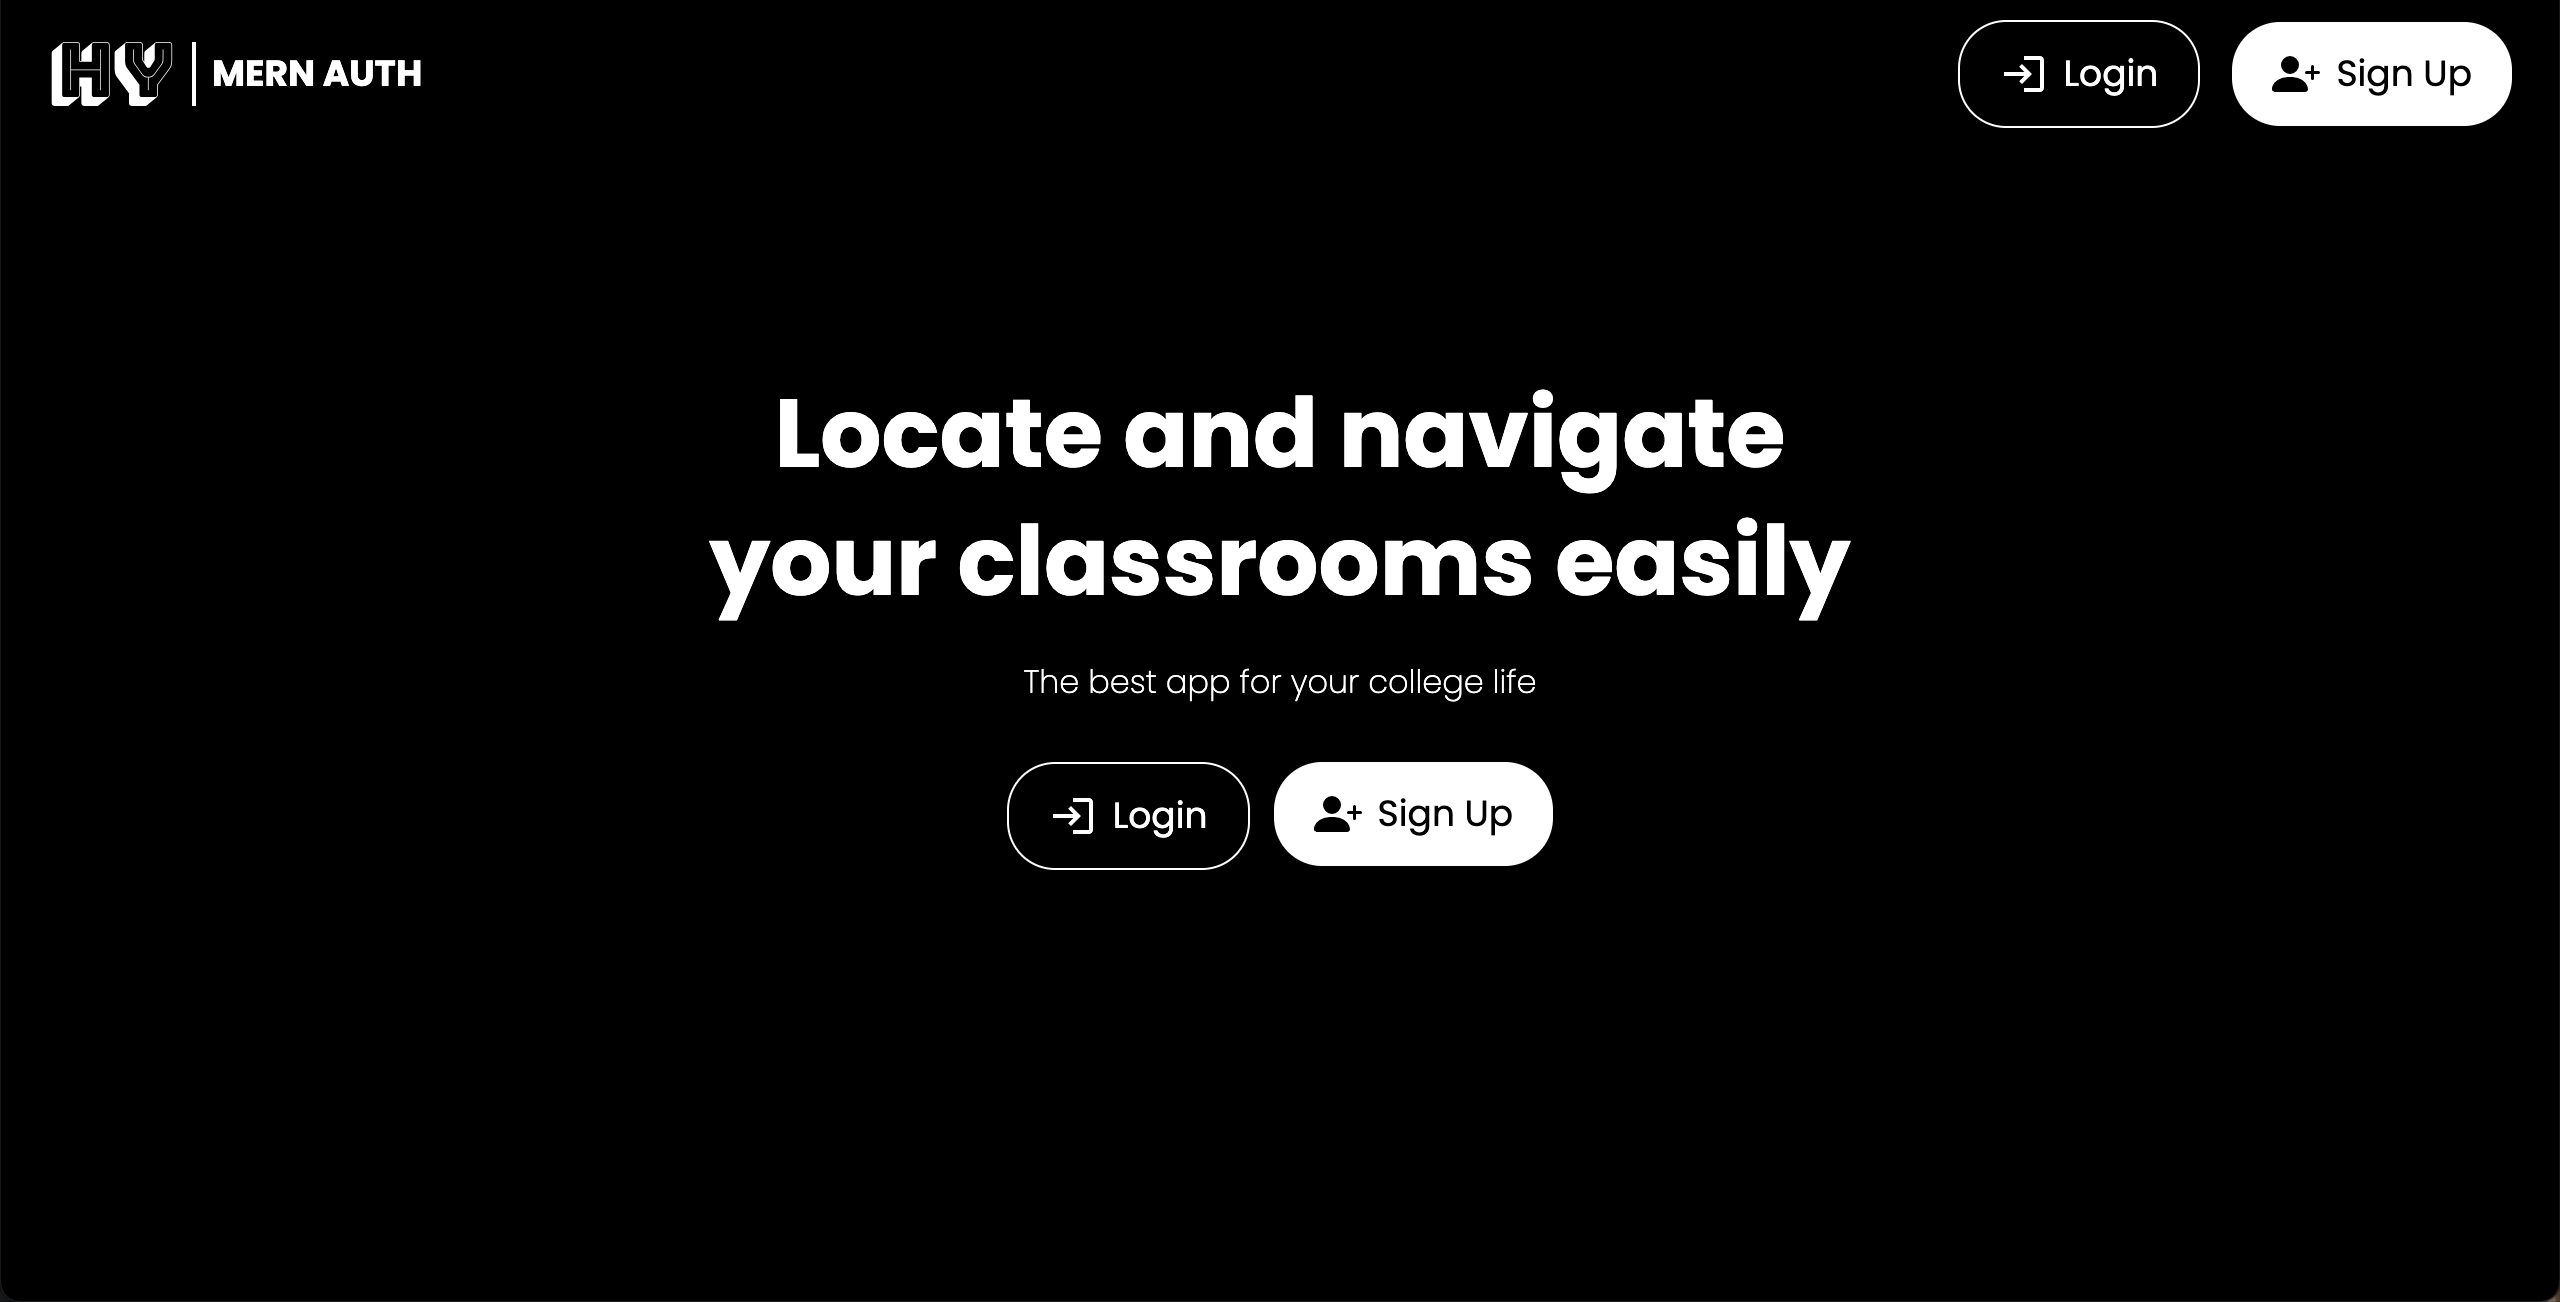 HY | MERN AUTH
Login
Sign Up
Locate and navigate
your classrooms easily
The best app for your college life
Login
Sign Up